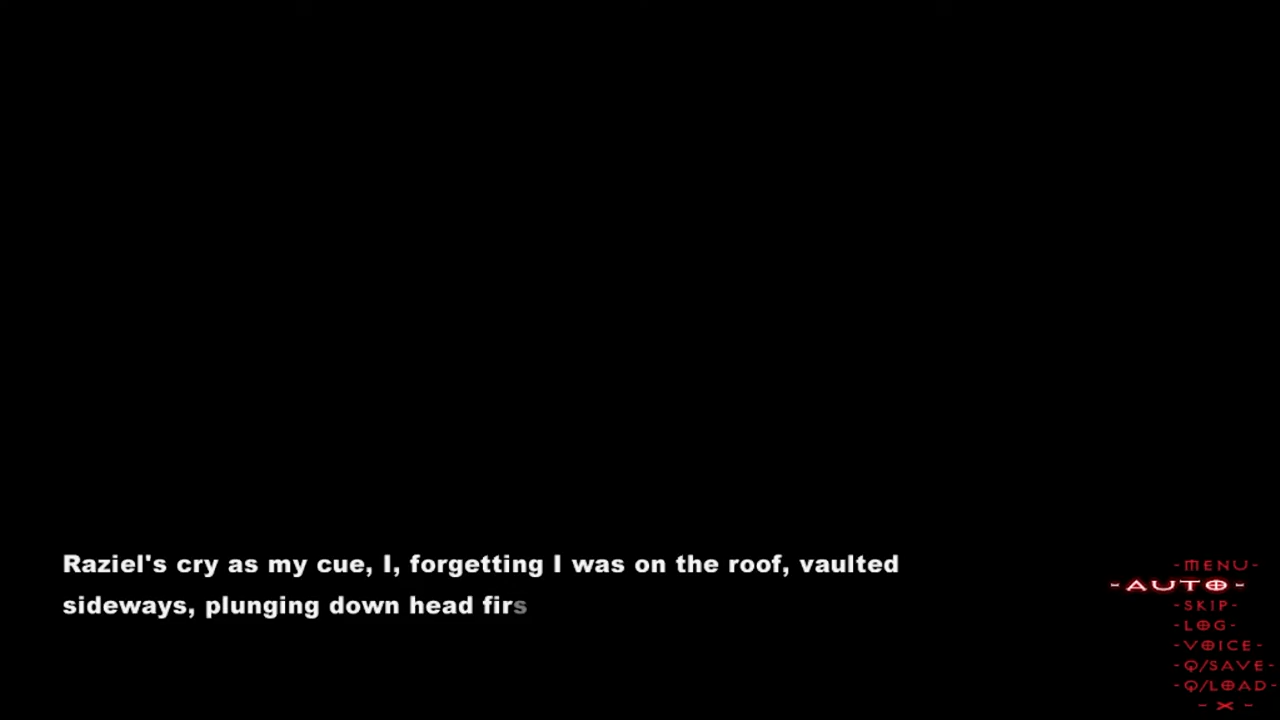 Raziel's cry as my cue, I, forgetting I was on the roof, vaulted
sideways, plunging down head firs
-MENU-
-AUTO-
-SKIP-
-LOG-
-VOICE-
-Q/SAVE-
-Q/LOAD-
-X-